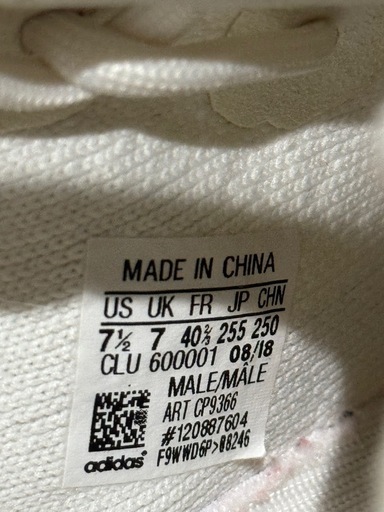 MADE IN CHINA
US UK FR JP CHN
7½ 7 40⅔ 255 250
CLU 600001 08/18
MALE/MÂLE
ART CP9366
#120887604
F9WWD6P>08246
adidas